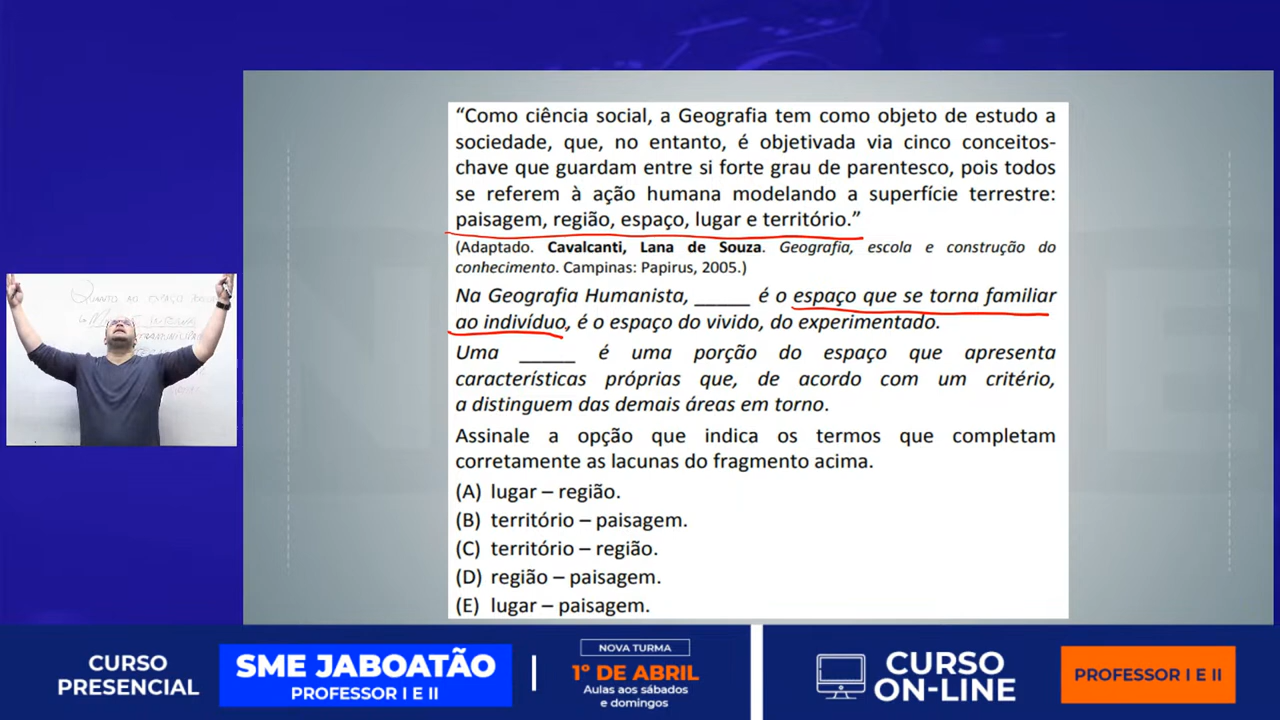 “Como ciência social, a Geografia tem como objeto de estudo a
sociedade, que, no entanto, é objetivada via cinco conceitos-
chave que guardam entre si forte grau de parentesco, pois todos
se referem à ação humana modelando a superfície terrestre:
paisagem, região, espaço, lugar e território.”
(Adaptado. Cavalcanti, Lana de Souza. Geografia, escola e construção do
conhecimento. Campinas: Papirus, 2005.)
Na Geografia Humanista, _____ é o espaço que se torna familiar
ao indivíduo, é o espaço do vivido, do experimentado.
Uma _____ é uma porção do espaço que apresenta
características próprias que, de acordo com um critério,
a distinguem das demais áreas em torno.
Assinale a opção que indica os termos que completam
corretamente as lacunas do fragmento acima.
(A) lugar – região.
(B) território – paisagem.
(C) território – região.
(D) região – paisagem.
(E) lugar – paisagem.
QUANTO AO ESPAÇO
CURSO
PRESENCIAL
SME JABOATÃO
PROFESSOR I E II
NOVA TURMA
1º DE ABRIL
Aulas aos sábados
e domingos
CURSO
ON-LINE
PROFESSOR I E II